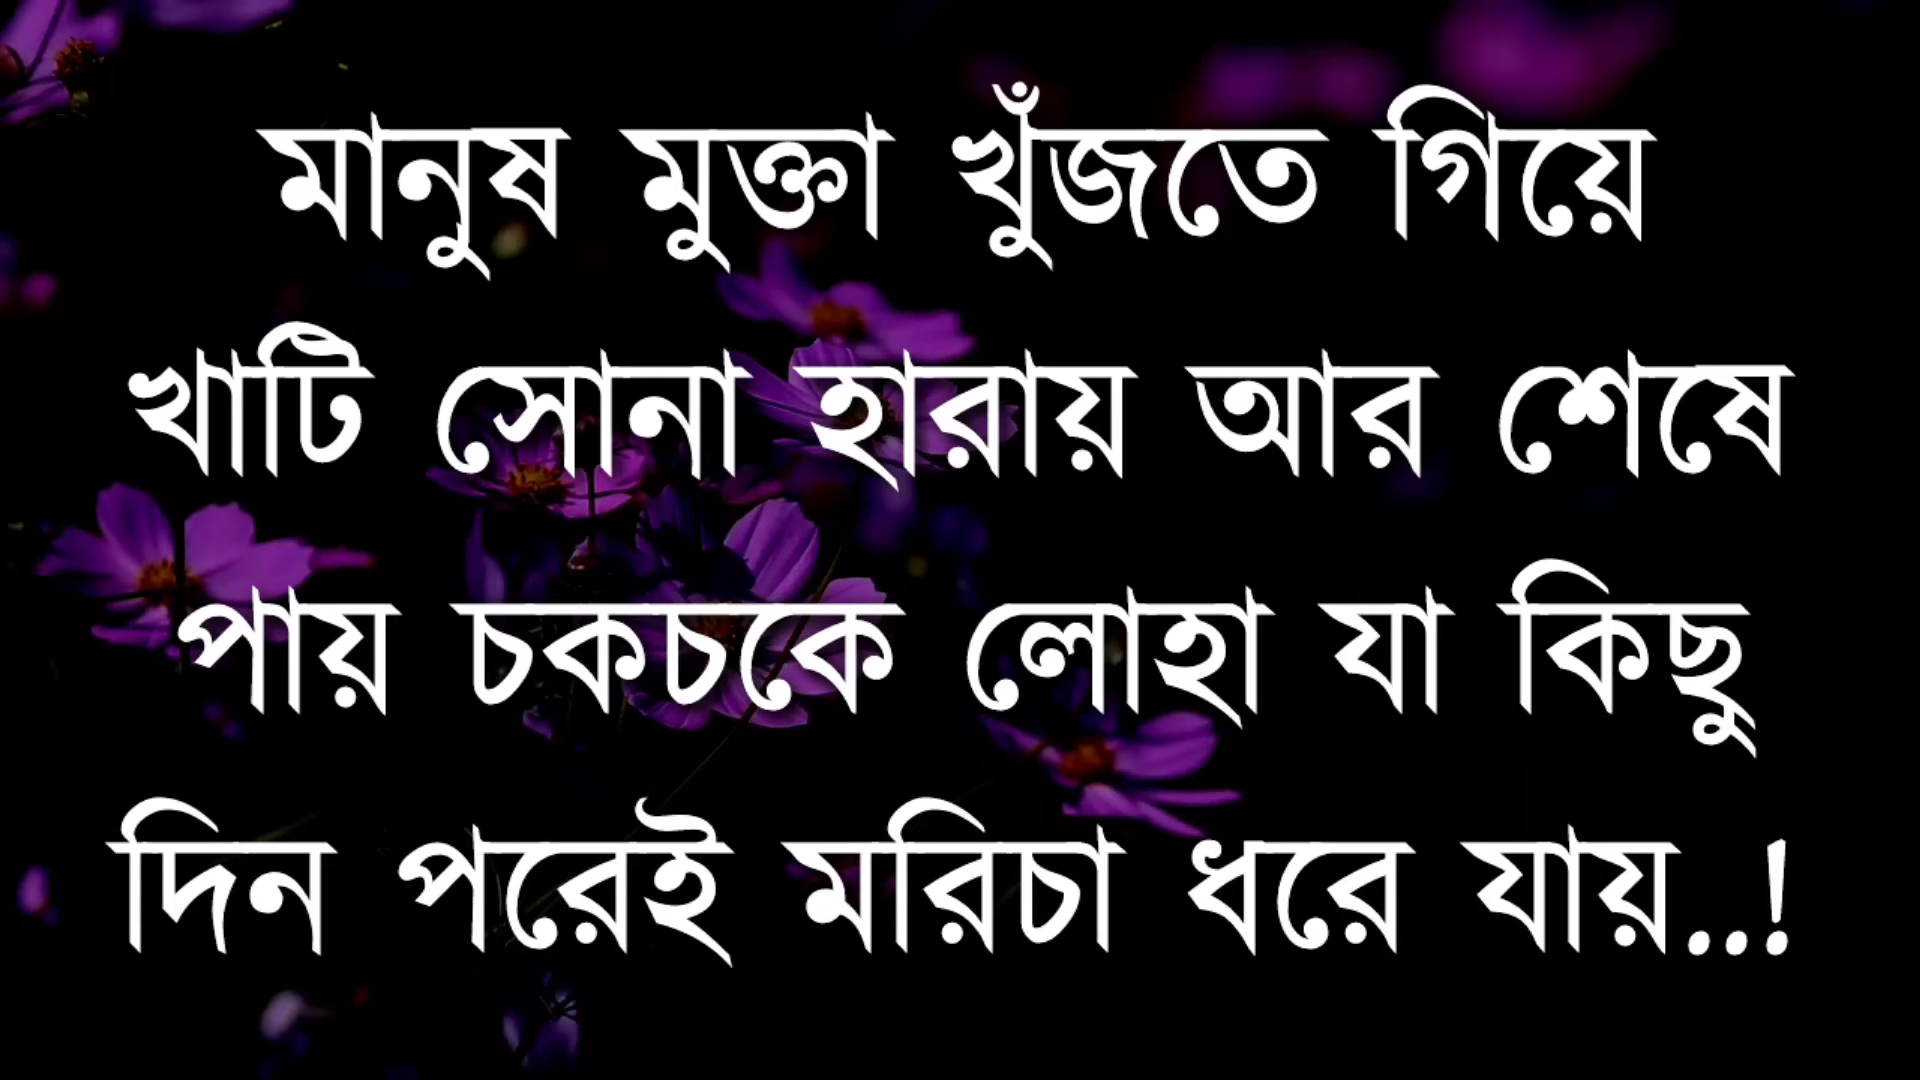 মানুষ মুক্তা খুঁজতে গিয়ে
খাটি সোনা হারায় আর শেষে
পায় চকচকে লোহা যা কিছু
দিন পরেই মরিচা ধরে যায়..!